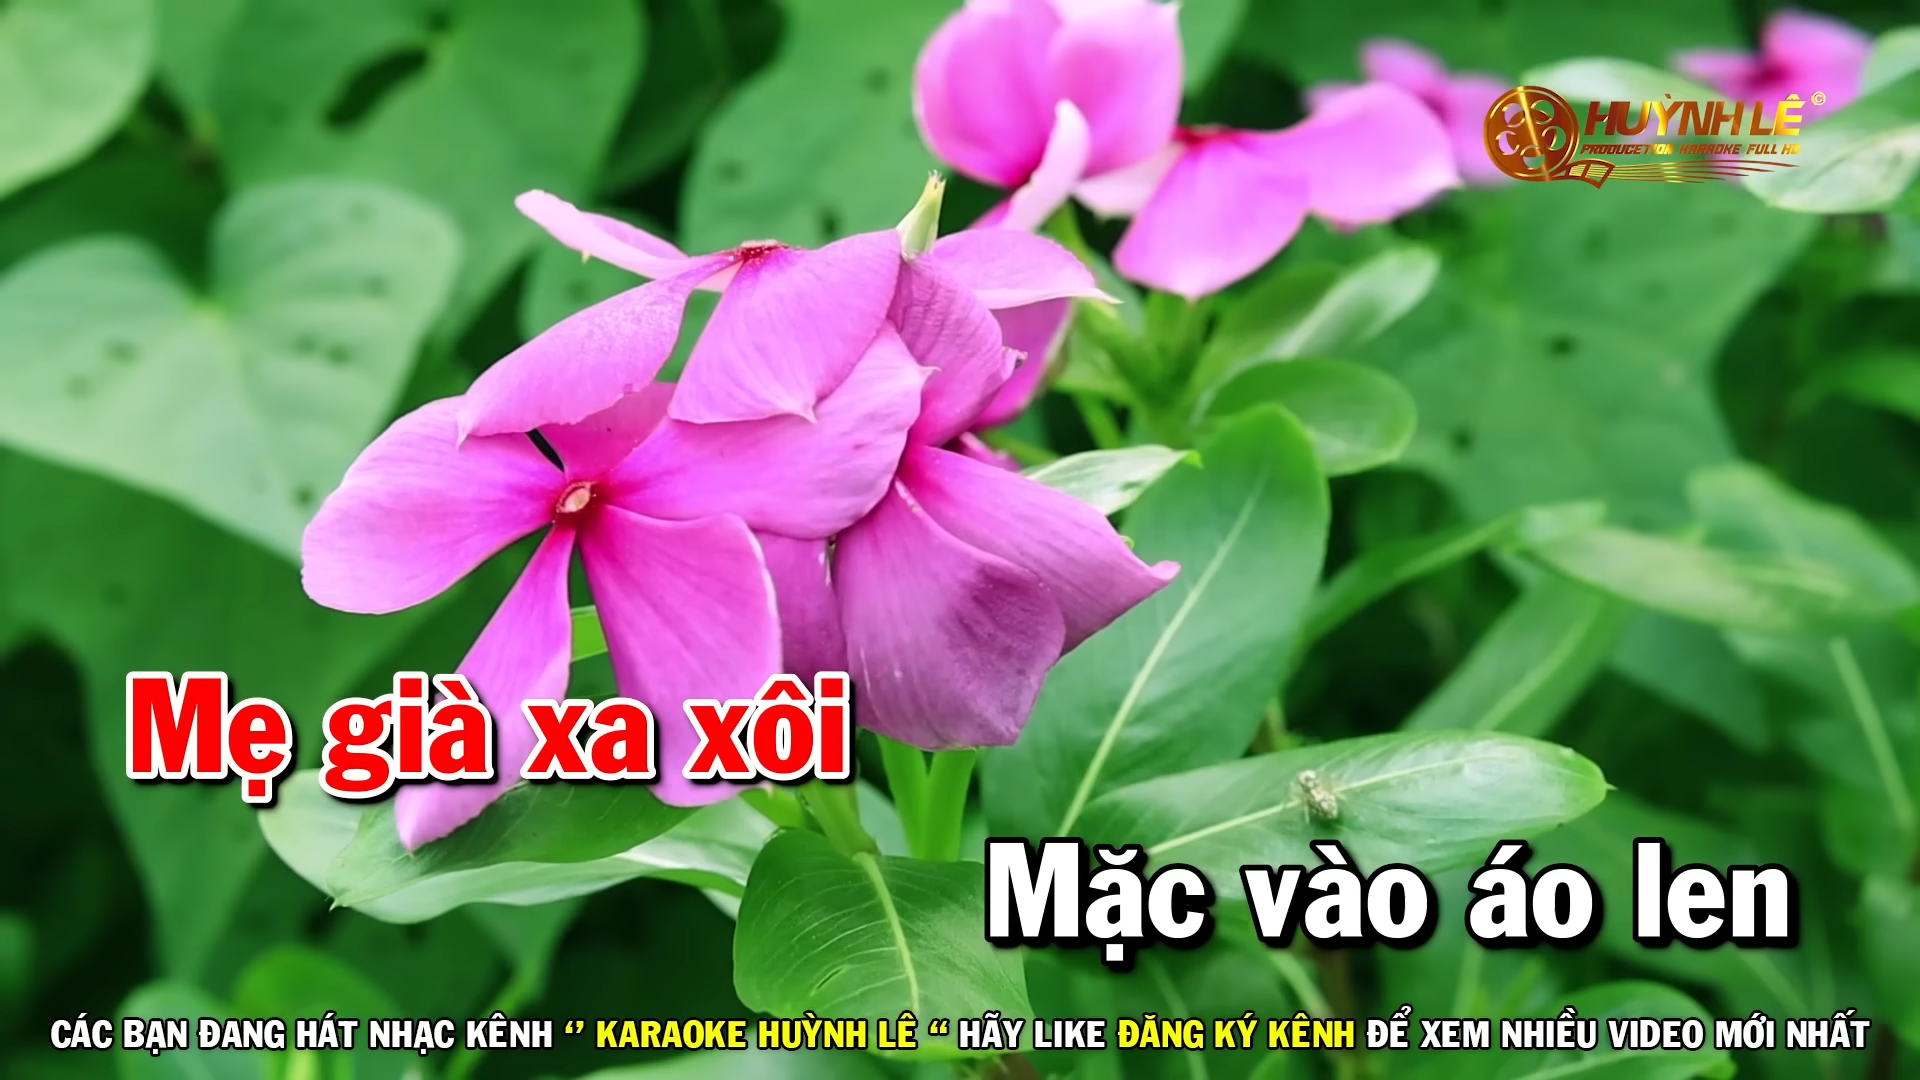 HUỲNH LÊ ©
PRODUCETION KARAOKE FULL HD
Mẹ già xa xôi
Mặc vào áo len
CÁC BẠN ĐANG HÁT NHẠC KÊNH ‘’ KARAOKE HUỲNH LÊ “ HÃY LIKE ĐĂNG KÝ KÊNH ĐỂ XEM NHIỀU VIDEO MỚI NHẤT